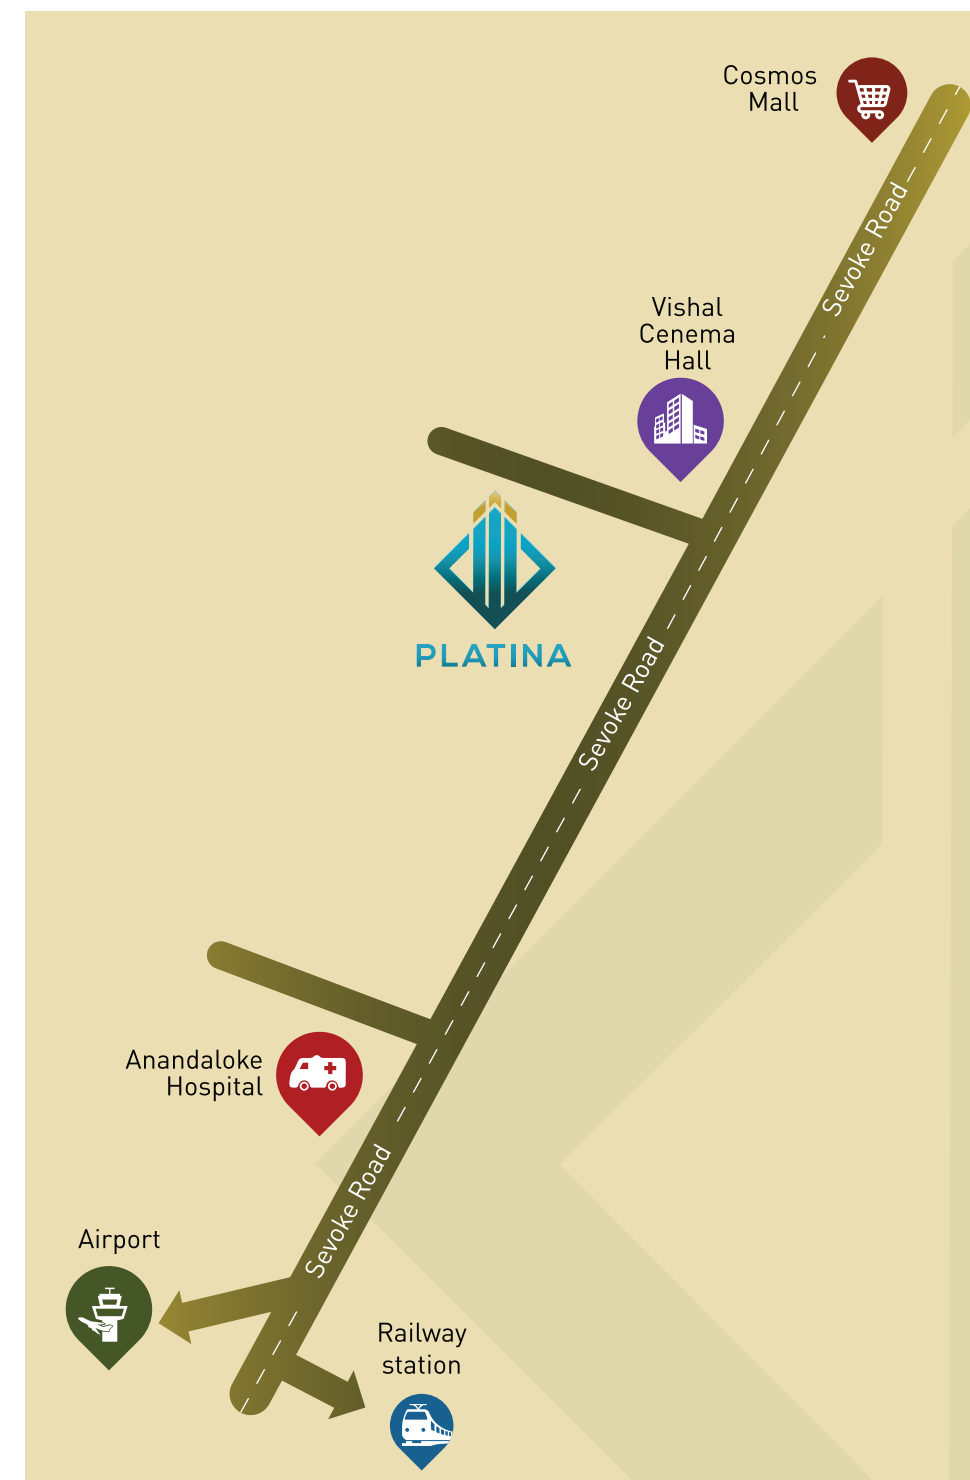 Cosmos
Mall
Sevoke Road
Vishal
Cenema
Hall
PLATINA
Sevoke Road
Anandaloke
Hospital
Sevoke Road
Airport
Railway
station